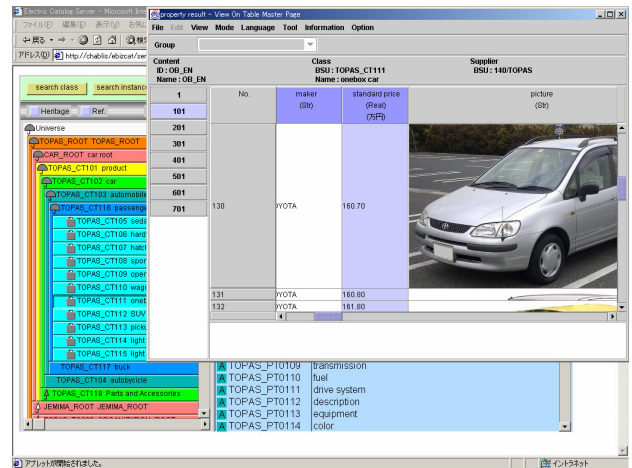 Electric Catalog Server - Microsoft Inte
property result - View On Table Master Page
ファイル(F) 編集(E) 表示(V) お気に
File Edit View Mode Language Tool Information Option
戻る
検索
Group
アドレス(D) http://chablis/ebizcat/ser
Content Class Supplier
ID : OB_EN BSU : TOPAS_CT111 BSU : 140/TOPAS
Name : OB_EN Name : onebox car
search class search instance
Heritage Ref.
1
101
201
301
401
501
601
701
No. maker standard price picture
(Str) (Real) (Str)
(万円)
130 OYOTA 160.70
131 OYOTA 160.80
132 OYOTA 161.80
Universe
TOPAS_ROOT TOPAS_ROOT
CAR_ROOT car root
TOPAS_CT101 product
TOPAS_CT102 car
TOPAS_CT103 automobile
TOPAS_CT116 passenge
TOPAS_CT105 seda
TOPAS_CT106 hard
TOPAS_CT107 hatch
TOPAS_CT108 spor
TOPAS_CT109 oper
TOPAS_CT110 wago
TOPAS_CT111 oneb
TOPAS_CT112 SUV
TOPAS_CT113 picku
TOPAS_CT114 light
TOPAS_CT115 light
TOPAS_CT117 truck
TOPAS_CT104 autobycicle
TOPAS_CT118 Parts and Accessories
JEMIMA_ROOT JEMIMA_ROOT
A TOPAS_PT0109 transmission
A TOPAS_PT0110 fuel
A TOPAS_PT0111 drive system
A TOPAS_PT0112 description
A TOPAS_PT0113 equipment
A TOPAS_PT0114 color
アプレットが開始されました。
イントラネット